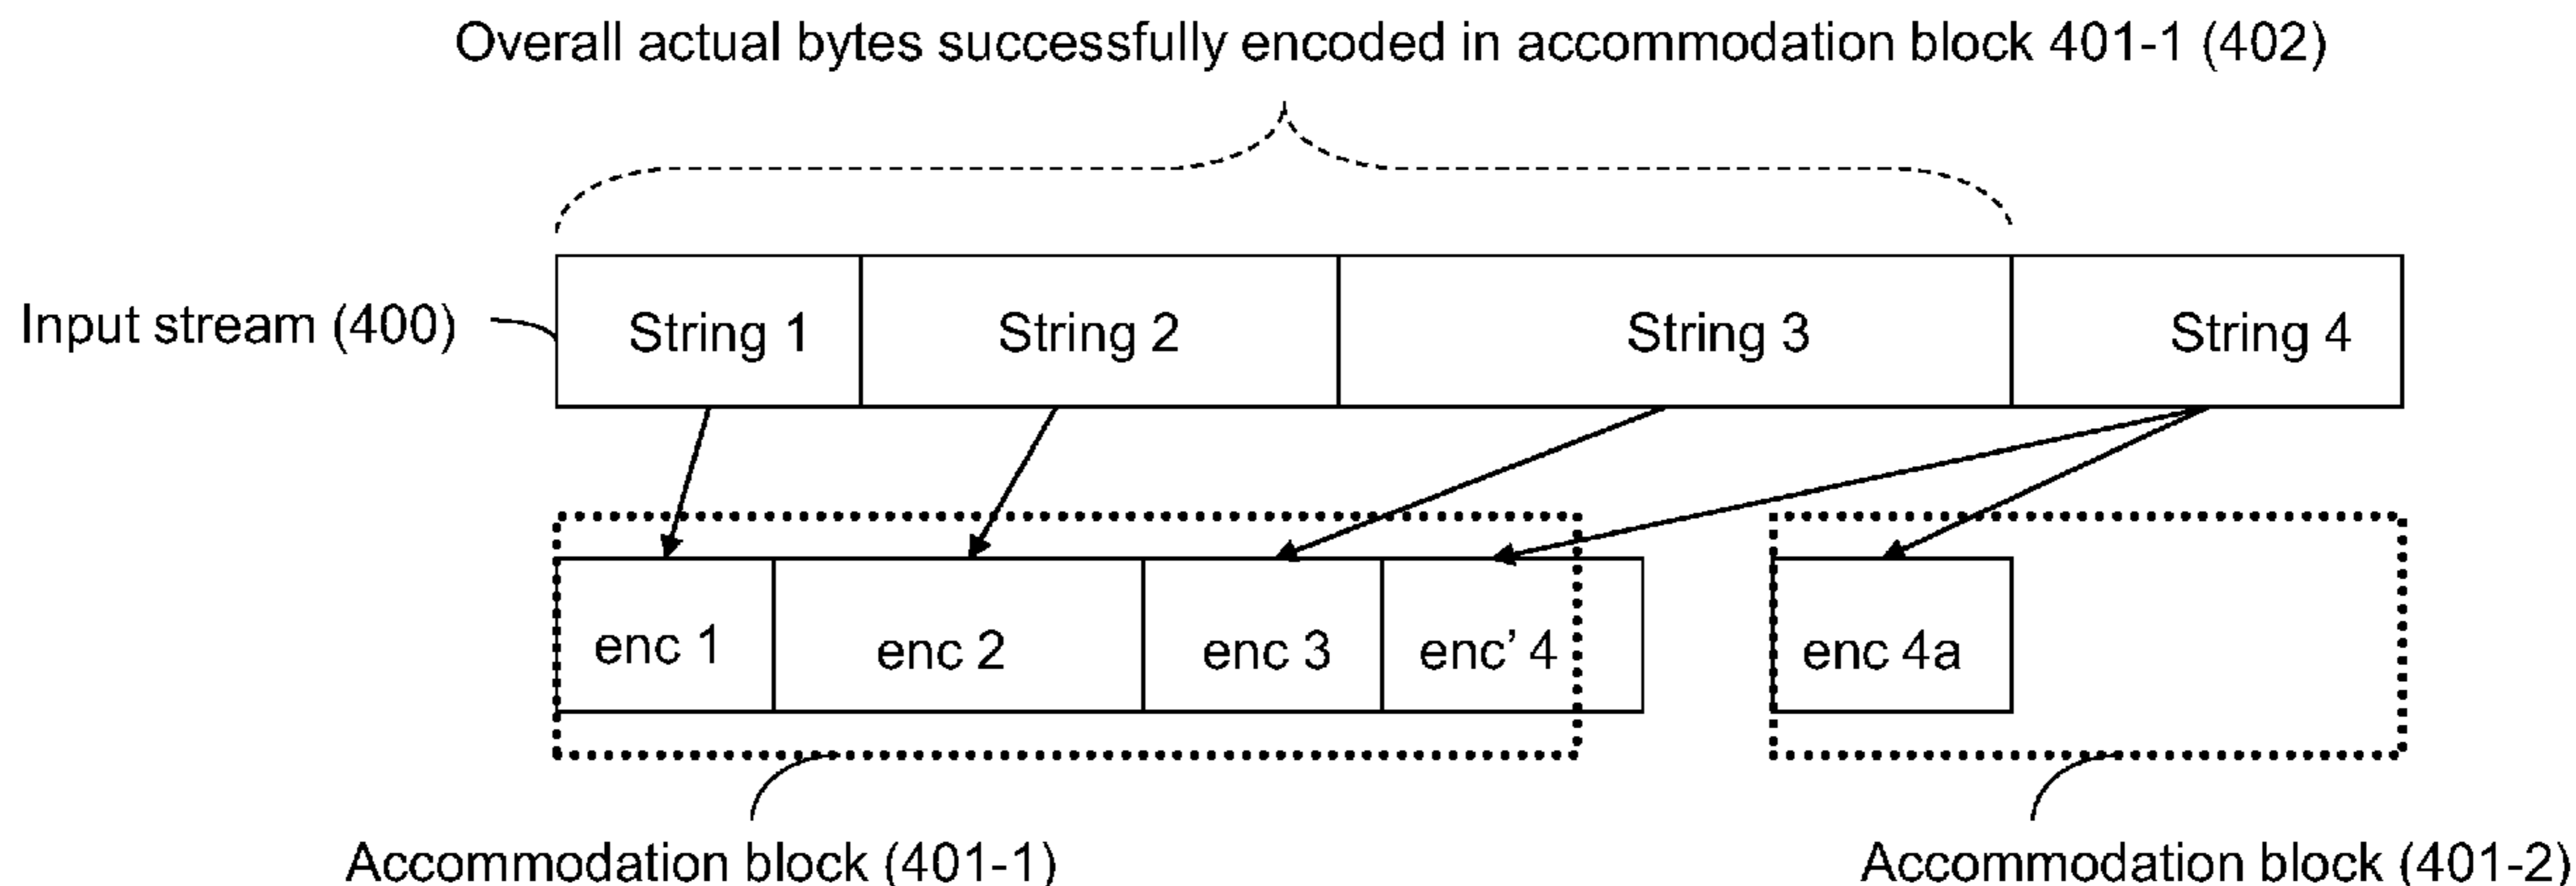 Overall actual bytes successfully encoded in accommodation block 401-1 (402)
Input stream (400)
String 1
String 2
String 3
String 4
enc 1
enc 2
enc 3
enc’ 4
enc 4a
Accommodation block (401-1)
Accommodation block (401-2)